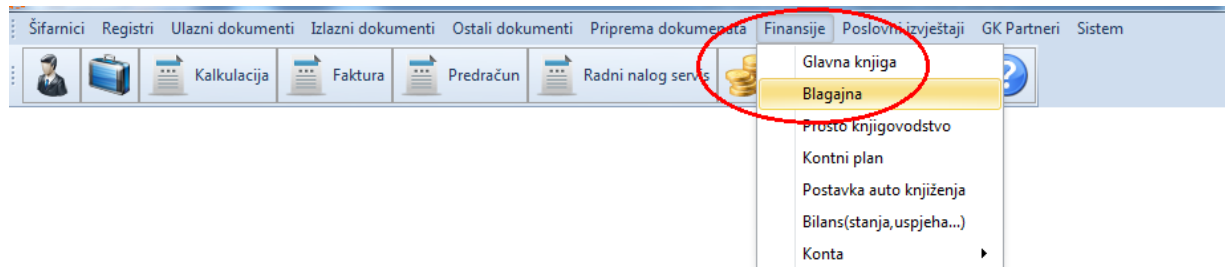 Šifarnici Registri Ulazni dokumenti Izlazni dokumenti Ostali dokumenti Priprema dokumenata Finansije Poslovni izvještaji GK Partneri Sistem
Kalkulacija Faktura Predračun Radni nalog servis
Glavna knjiga
Blagajna
Prosto knjigovodstvo
Kontni plan
Postavka auto knjiženja
Bilans(stanja,uspjeha...)
Konta